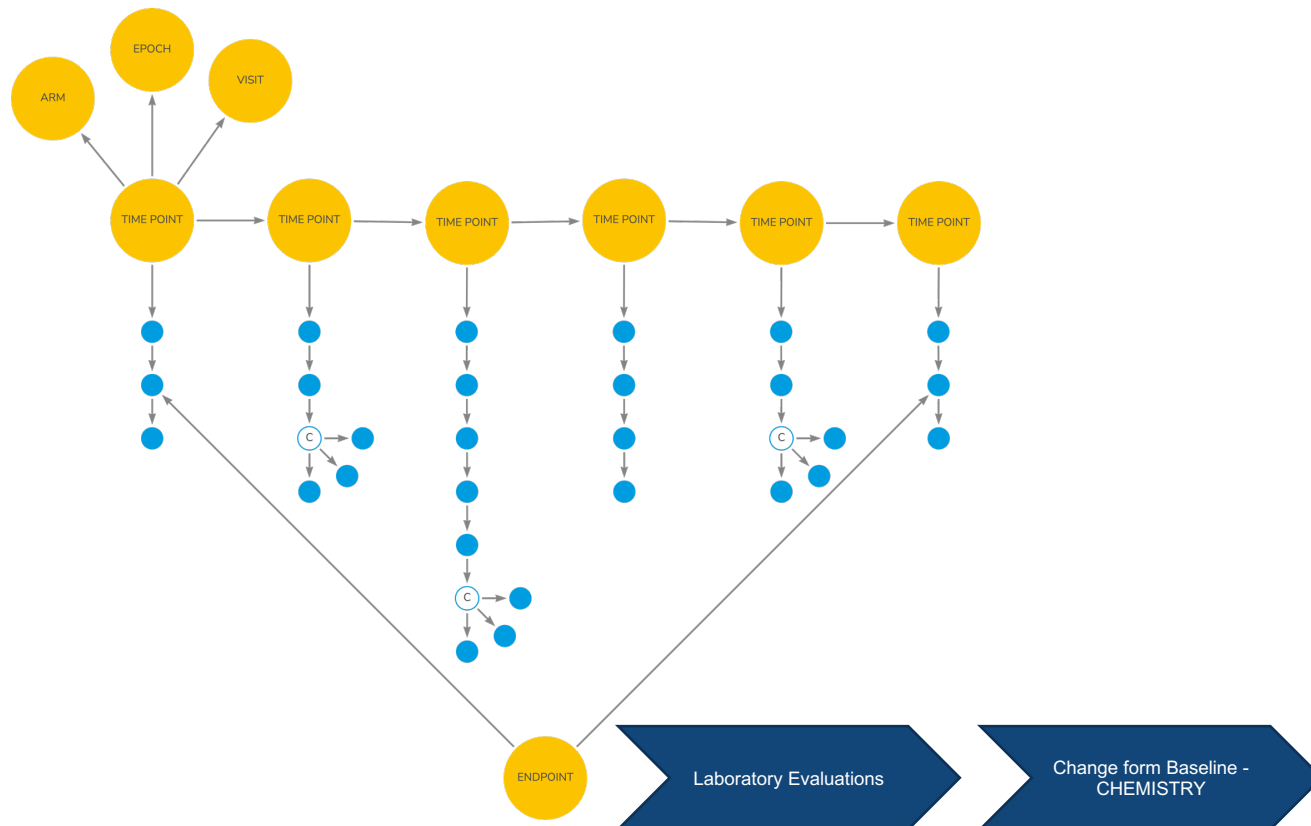 EPOCH
VISIT
ARM
TIME POINT
TIME POINT
TIME POINT
TIME POINT
TIME POINT
TIME POINT
C
C
C
ENDPOINT
Laboratory Evaluations
Change form Baseline -
CHEMISTRY